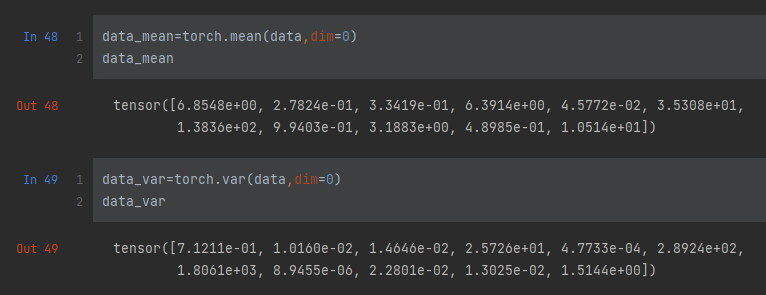 In 48 1 data_mean=torch.mean(data,dim=0)
2 data_mean
Out 48 tensor([6.8548e+00, 2.7824e-01, 3.3419e-01, 6.3914e+00, 4.5772e-02, 3.5308e+01,
1.3836e+02, 9.9403e-01, 3.1883e+00, 4.8985e-01, 1.0514e+01])
In 49 1 data_var=torch.var(data,dim=0)
2 data_var
Out 49 tensor([7.1211e-01, 1.0160e-02, 1.4646e-02, 2.5726e+01, 4.7733e-04, 2.8924e+02,
1.8061e+03, 8.9455e-06, 2.2801e-02, 1.3025e-02, 1.5144e+00])